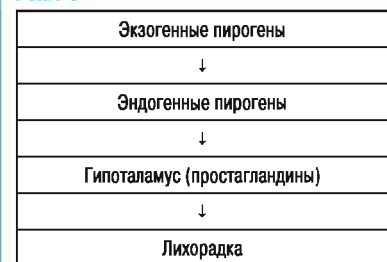 Экзогенные пирогены
↓
Эндогенные пирогены
↓
Гипоталамус (простагландины)
↓
Лихорадка